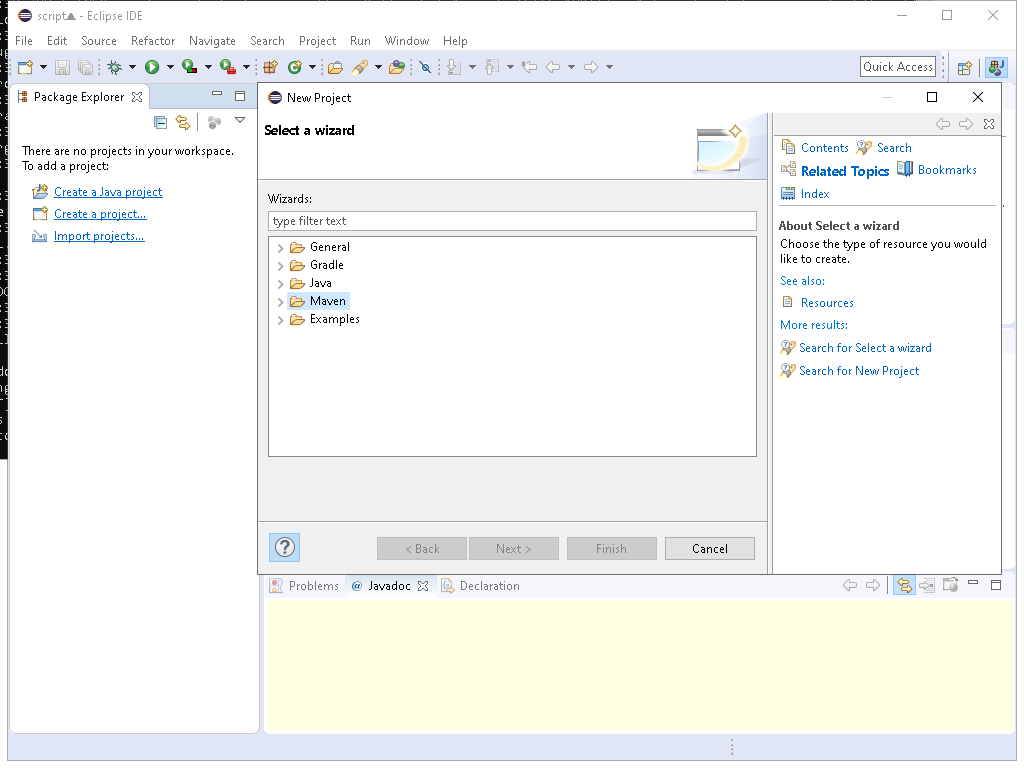 script▲ - Eclipse IDE
File Edit Source Refactor Navigate Search Project Run Window Help
Quick Access
Package Explorer
There are no projects in your workspace.
To add a project:
Create a Java project
Create a project...
Import projects...
New Project
Select a wizard
Wizards:
type filter text
General
Gradle
Java
Maven
Examples
< Back Next > Finish Cancel
Contents Search
Related Topics Bookmarks
Index
About Select a wizard
Choose the type of resource you would
like to create.
See also:
Resources
More results:
Search for Select a wizard
Search for New Project
Problems @ Javadoc Declaration